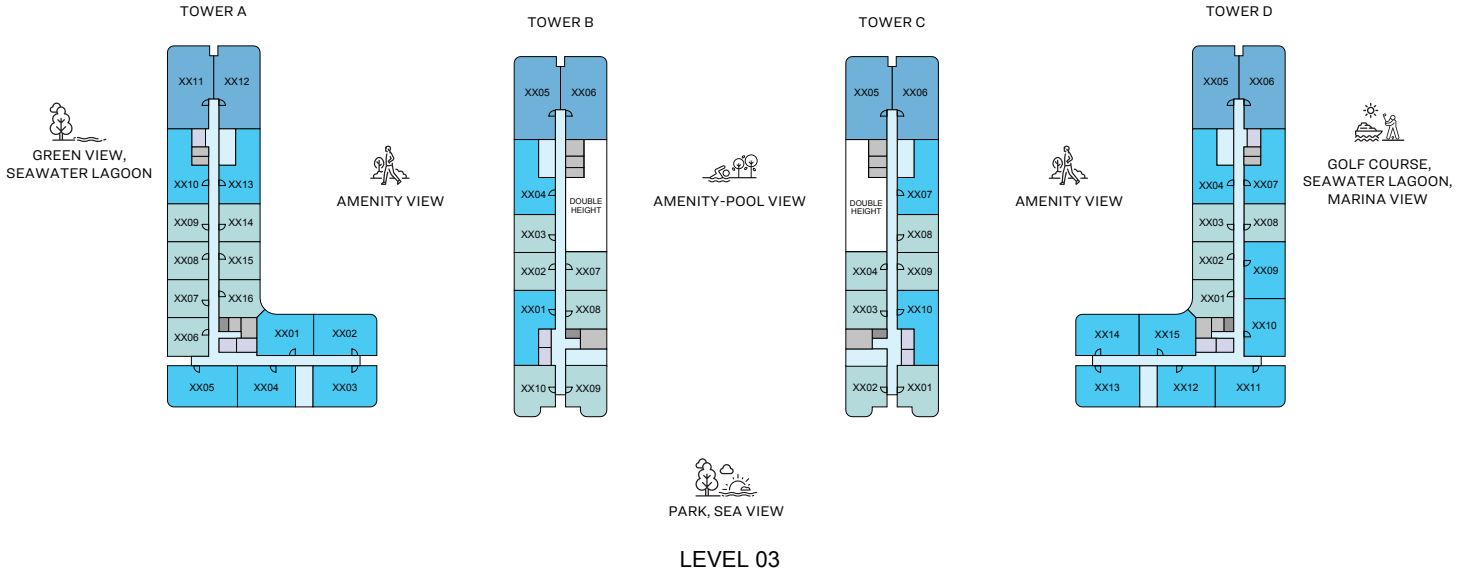 TOWER A
TOWER B
TOWER C
TOWER D
XX11 XX12
XX10 XX13
XX09 XX14
XX08 XX15
XX07 XX16
XX06 XX01 XX02
XX05 XX04 XX03
GREEN VIEW,
SEAWATER LAGOON
AMENITY VIEW
XX05 XX06
XX04
DOUBLE
HEIGHT
XX03
XX02 XX07
XX01 XX08
XX10 XX09
AMENITY-POOL VIEW
XX05 XX06
XX07
DOUBLE
HEIGHT
XX08
XX04 XX09
XX03 XX10
XX02 XX01
AMENITY VIEW
XX05 XX06
XX04 XX07
XX03 XX08
XX02 XX09
XX01
XX14 XX15 XX10
XX13 XX12 XX11
GOLF COURSE,
SEAWATER LAGOON,
MARINA VIEW
PARK, SEA VIEW
LEVEL 03